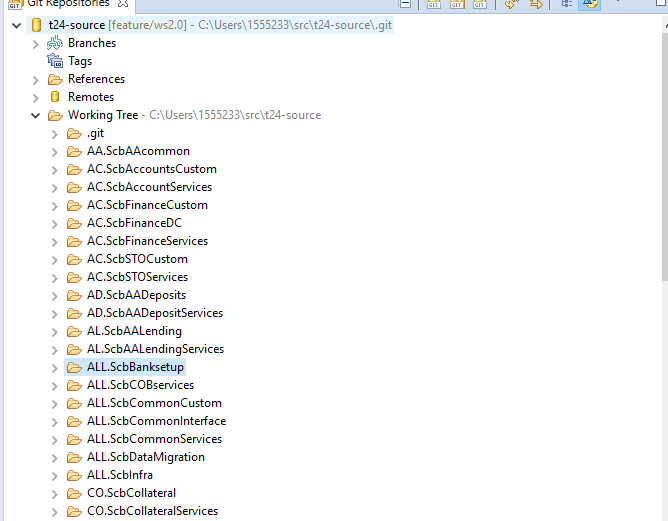 Git Repositories
t24-source [feature/ws2.0] - C:\Users\1555233\src\t24-source\.git
Branches
Tags
References
Remotes
Working Tree - C:\Users\1555233\src\t24-source
.git
AA.ScbAAcommon
AC.ScbAccountsCustom
AC.ScbAccountServices
AC.ScbFinanceCustom
AC.ScbFinanceDC
AC.ScbFinanceServices
AC.ScbSTOCustom
AC.ScbSTOServices
AD.ScbAADeposits
AD.ScbAADepositServices
AL.ScbAALending
AL.ScbAALendingServices
ALL.ScbBanksetup
ALL.ScbCOBservices
ALL.ScbCommonCustom
ALL.ScbCommonInterface
ALL.ScbCommonServices
ALL.ScbDataMigration
ALL.ScbInfra
CO.ScbCollateral
CO.ScbCollateralServices